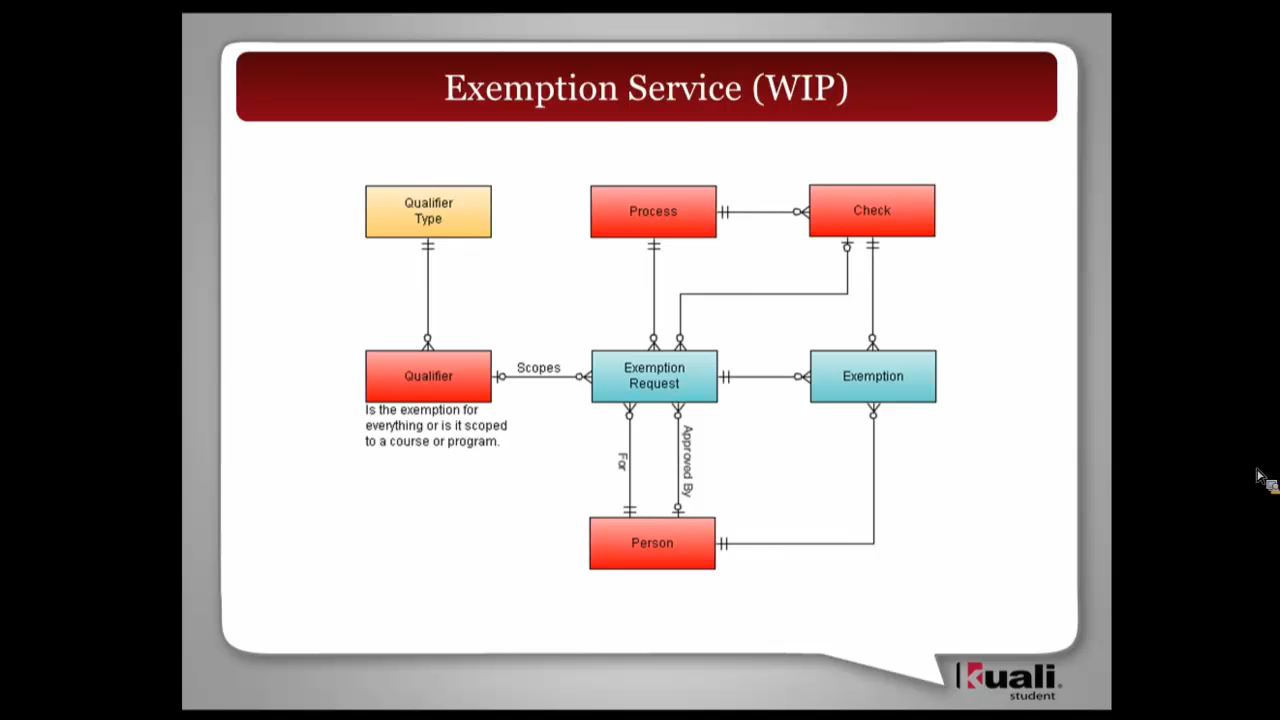 Exemption Service (WIP)
Qualifier
Type
Process
Check
Qualifier
Scopes
Exemption
Request
Exemption
Is the exemption for
everything or is it scoped
to a course or program.
For
Approved By
Person
Kuali
student